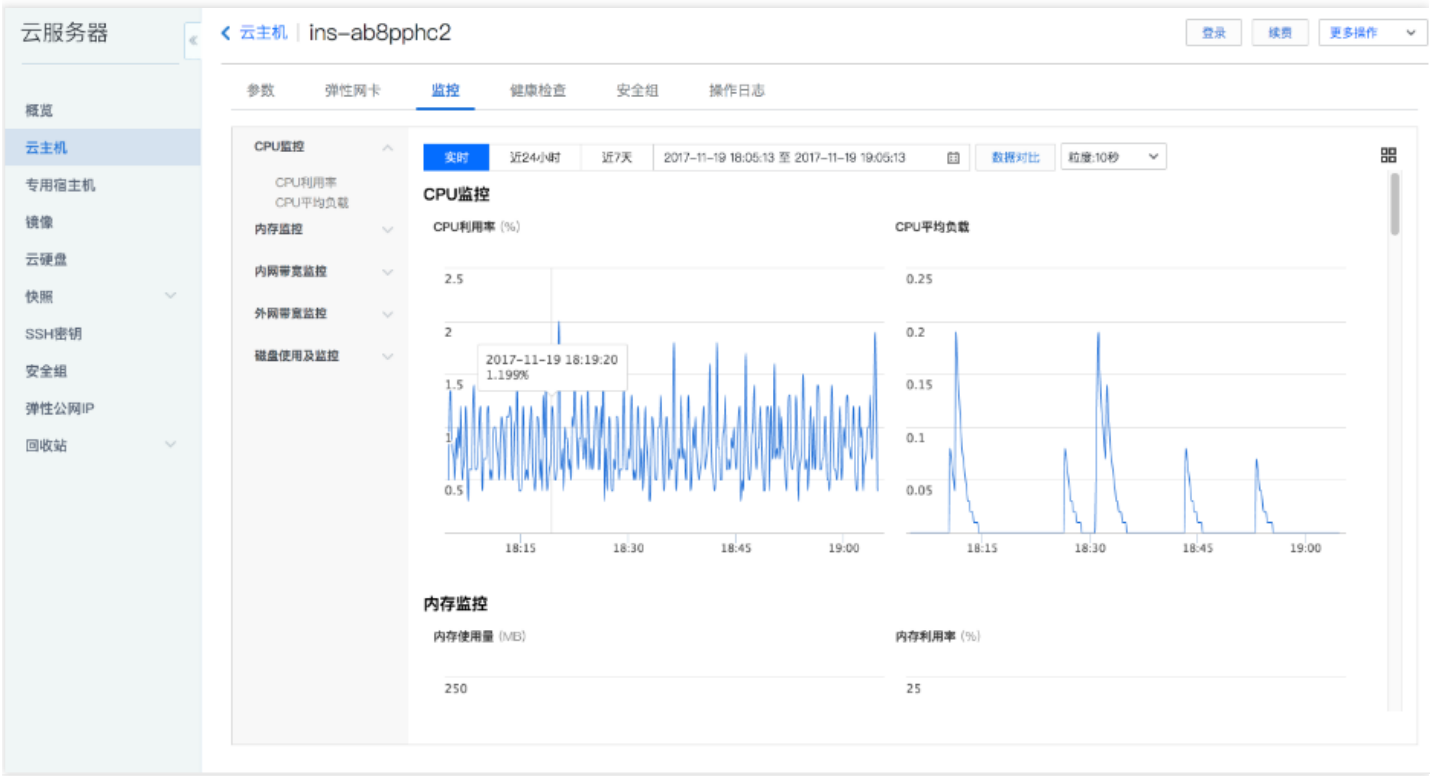 云服务器
«
云主机 | ins-ab8pphc2
登录 续费 更多操作
参数 弹性网卡 监控 健康检查 安全组 操作日志
概览
云主机
专用宿主机
镜像
云硬盘
快照
SSH密钥
安全组
弹性公网IP
回收站
CPU监控
CPU利用率
CPU平均负载
内存监控
内网带宽监控
外网带宽监控
磁盘使用及监控
实时 近24小时 近7天 2017-11-19 18:05:13 至 2017-11-19 19:05:13 数据对比 粒度:10秒
CPU监控
CPU利用率 (%)
2.5
2
1.5
1
0.5
2017-11-19 18:19:20
1.199%
18:15 18:30 18:45 19:00
CPU平均负载
0.25
0.2
0.15
0.1
0.05
18:15 18:30 18:45 19:00
内存监控
内存使用量 (MB)
250
内存利用率 (%)
25